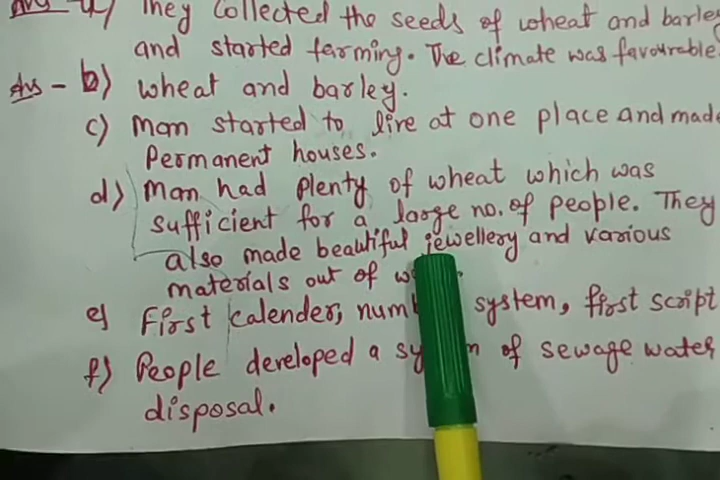 Ans - a) They collected the seeds of wheat and barley
and started farming. The climate was favourable.
Ans - b) wheat and barley.
c) Man started to live at one place and made
permanent houses.
d) Man had plenty of wheat which was
sufficient for a large no. of people. They
also made beautiful jewellery and various
materials out of
e) First calender, system, first script
f) People developed a of sewage water
disposal.